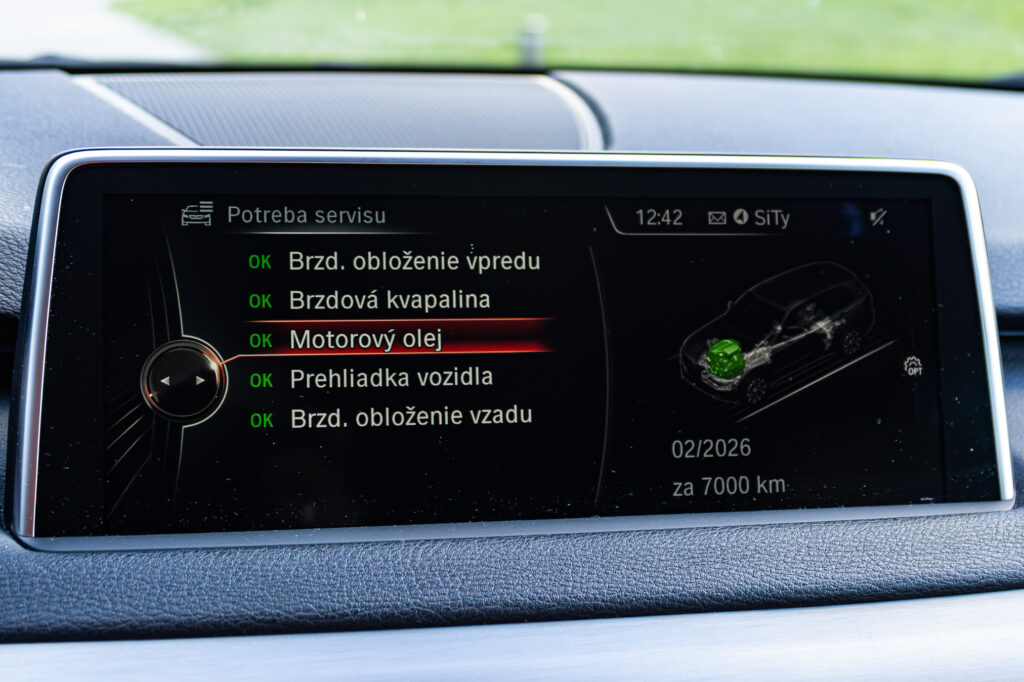 Potreba servisu
12:42 4 SiTy
OK Brzd. obloženie vpredu
OK Brzdová kvapalina
OK Motorový olej
OK Prehliadka vozidla
OK Brzd. obloženie vzadu
OPT
02/2026
za 7000 km